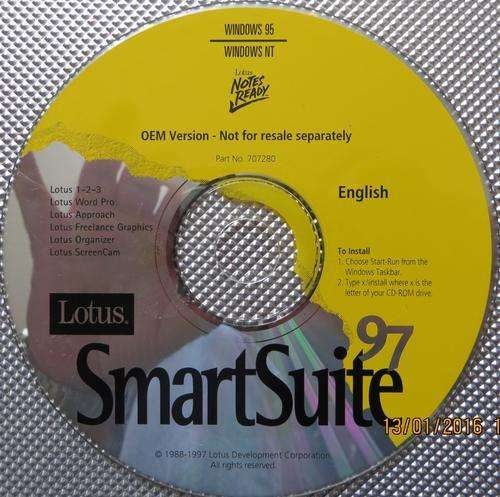 WINDOWS 95
WINDOWS NT
Lotus
NOTES
READY
OEM Version - Not for resale separately
Part No. 707280
English
Lotus 1-2-3
Lotus Word Pro
Lotus Approach
Lotus Freelance Graphics
Lotus Organizer
Lotus ScreenCam
To Install
1. Choose Start-Run from the
Windows Taskbar.
2. Type x:\install where x is the
letter of your CD-ROM drive.
Lotus.
97
SmartSuite
13/01/2016 1
© 1988-1997 Lotus Development Corporation
All rights reserved.